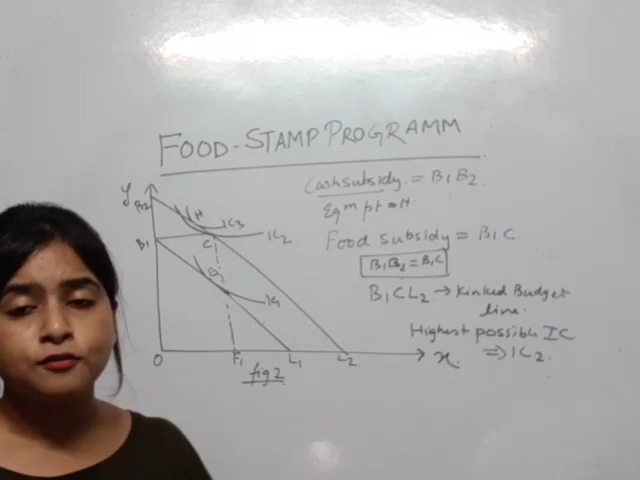 FOOD-STAMP PROGRAMM
Cash subsidy = B1B2
Eqm pt = H
Food subsidy = B1C
B1B2 = B1C
B1CL2 → Kinked Budget
line
Highest possible IC
⇒ IC2
y
B2
H
IC3
IC2
B1
C
IC1
O
F1
L1
L2
x
fig 2